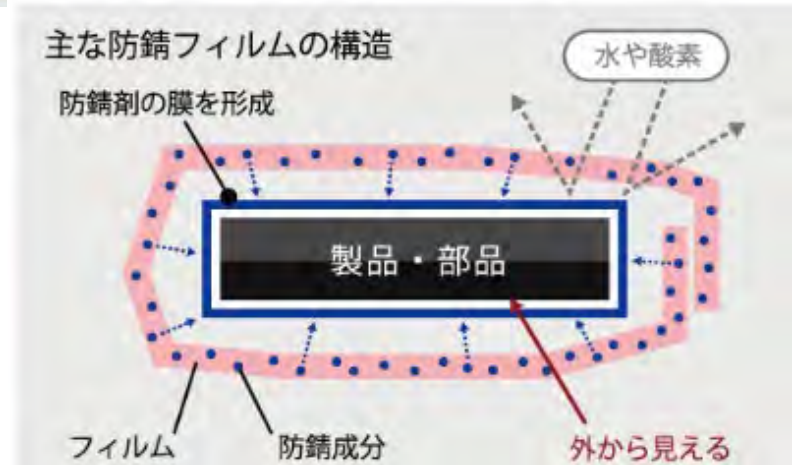 主な防錆フィルムの構造
水や酸素
防錆剤の膜を形成
製品・部品
フィルム
防錆成分
外から見える